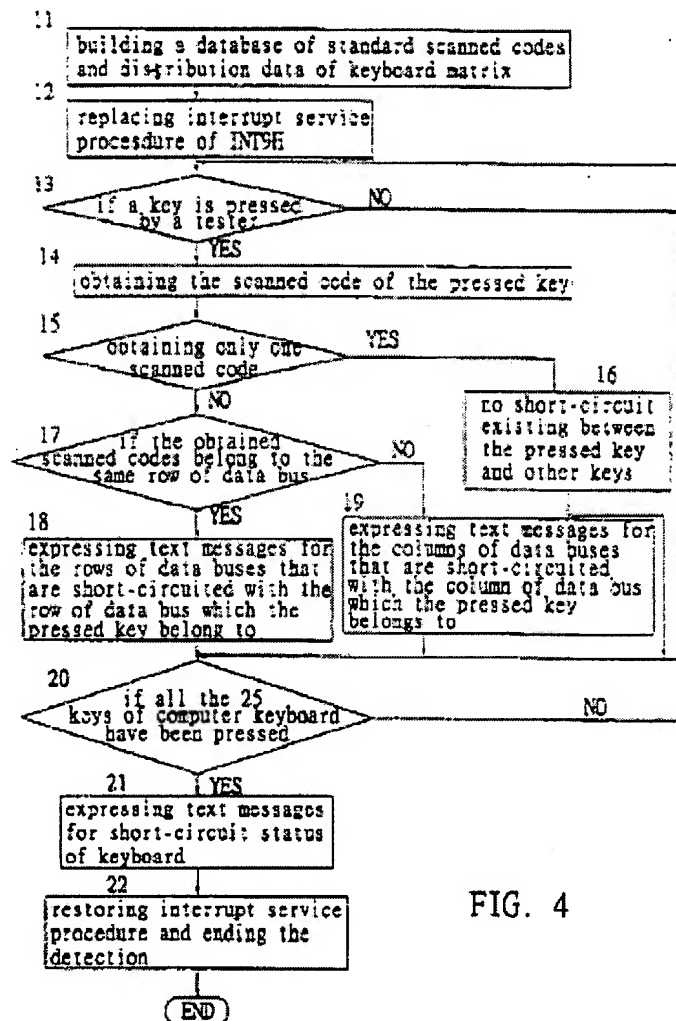 11
building a database of standard scanned codes
and distribution data of keyboard matrix
12
replacing interrupt service
procesdure of INT9H
13
if a key is pressed
by a tester
NO
YES
14
obtaining the scanned code of the pressed key
15
obtaining only one
scanned code
YES
NO
16
no short-circuit
existing between
the pressed key
and other keys
17
if the obtained
scanned codes belong to the
same row of data bus
NO
YES
18
expressing text messages for
the rows of data buses that
are short-circuited with the
row of data bus which the
pressed key belong to
19
expressing text messages for
the columns of data buses
that are short-circuited
with the column of data bus
which the pressed key
belongs to
20
if all the 25
keys of computer keyboard
have been pressed
NO
YES
21
expressing text messages
for short-circuit status
of keyboard
22
restoring interrupt service
procedure and ending the
detection
END
FIG. 4